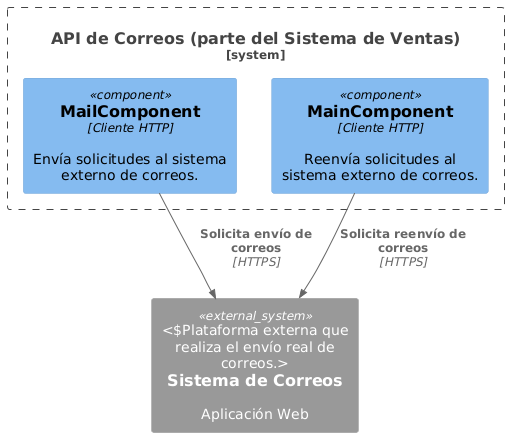 API de Correos (parte del Sistema de Ventas)
[system]
«component»
MailComponent
[Cliente HTTP]
Envía solicitudes al sistema
externo de correos.
«component»
MainComponent
[Cliente HTTP]
Reenvía solicitudes al
sistema externo de correos.
Solicita envío de
correos
[HTTPS]
Solicita reenvío de
correos
[HTTPS]
«external_system»
<$Plataforma externa que
realiza el envío real de
correos.>
Sistema de Correos
Aplicación Web